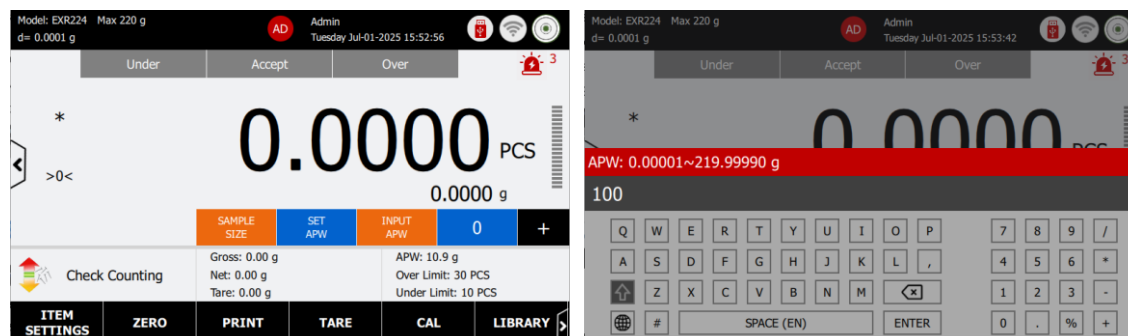 Model: EXR224 Max 220 g
d= 0.0001 g
AD
Admin
Tuesday Jul-01-2025 15:52:56
Under Accept Over
3
*
0.0000 PCS
>0<
0.0000 g
SAMPLE SIZE
SET APW
INPUT APW
0
+
Check Counting
Gross: 0.00 g
Net: 0.00 g
Tare: 0.00 g
APW: 10.9 g
Over Limit: 30 PCS
Under Limit: 10 PCS
ITEM SETTINGS
ZERO
PRINT
TARE
CAL
LIBRARY
Model: EXR224 Max 220 g
d= 0.0001 g
AD
Admin
Tuesday Jul-01-2025 15:53:42
Under Accept Over
3
*
0.0000 PCS
APW: 0.00001~219.99990 g
100
Q W E R T Y U I O P 7 8 9 /
A S D F G H J K L , 4 5 6 *
Z X C V B N M 1 2 3 -
# SPACE (EN) ENTER 0 . % +